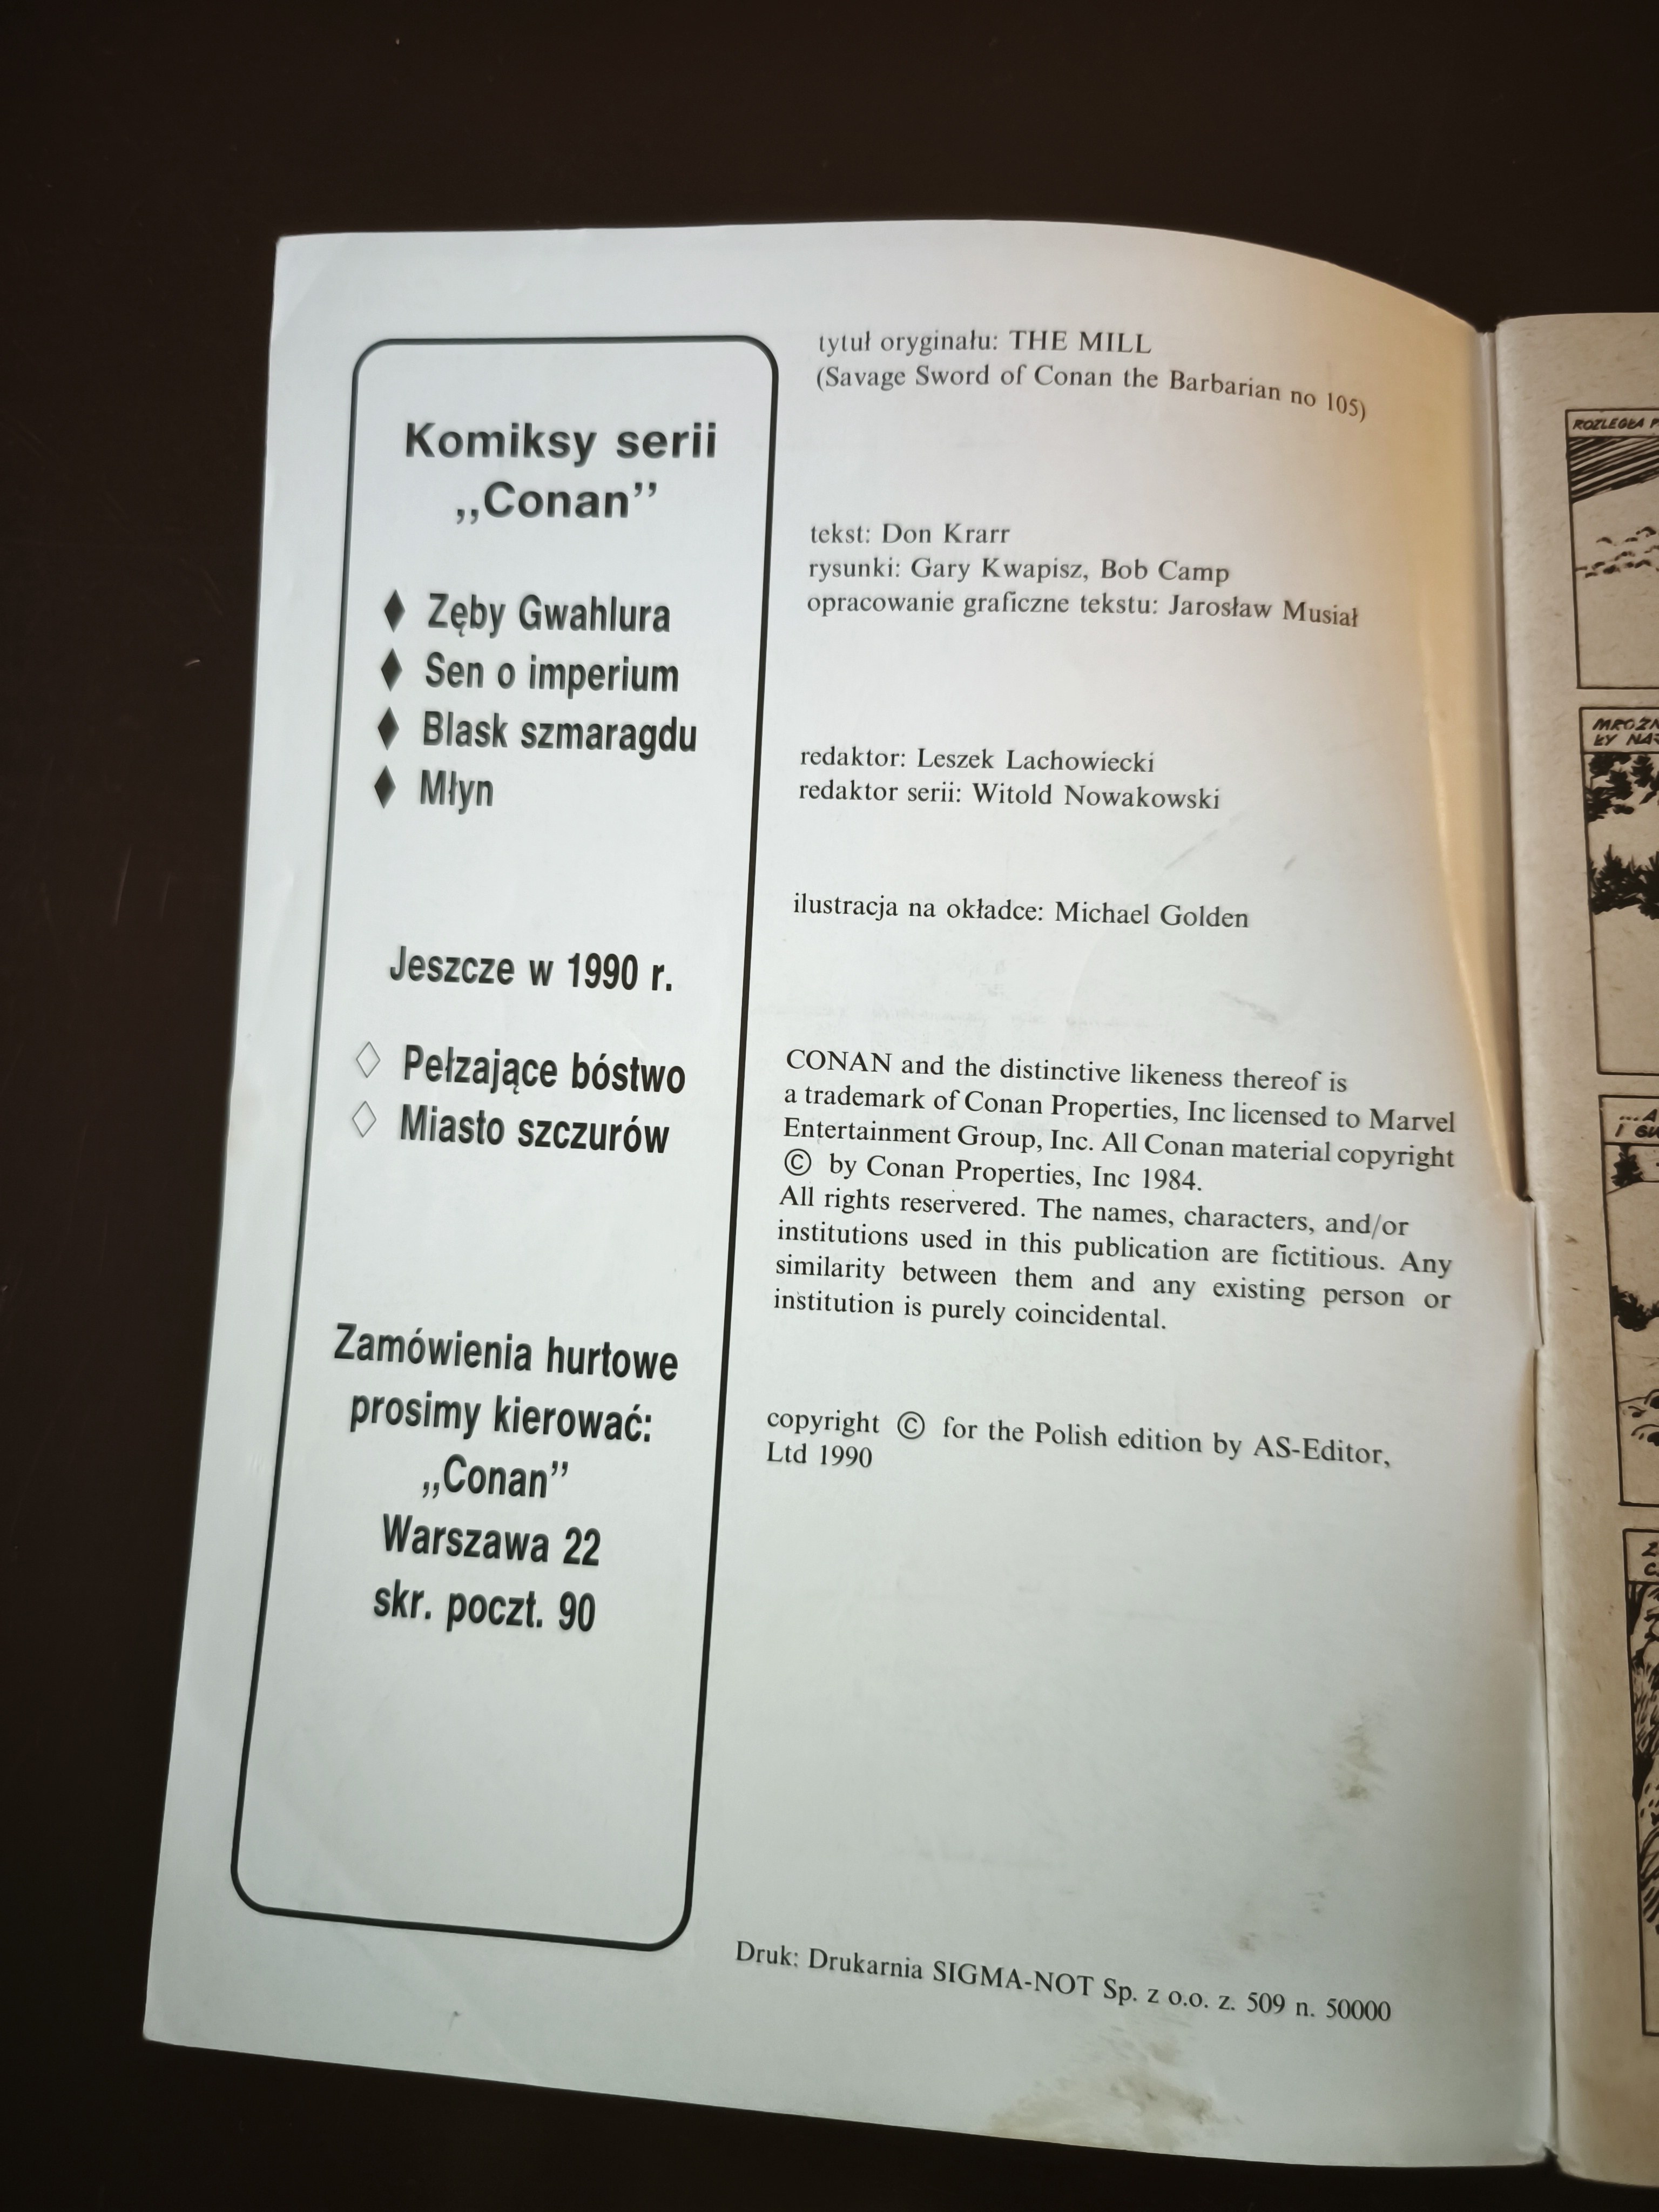 Komiksy serii
,,Conan”
Zęby Gwahlura
Sen o imperium
Blask szmaragdu
Młyn
Jeszcze w 1990 r.
Pełzające bóstwo
Miasto szczurów
Zamówienia hurtowe
prosimy kierować:
,,Conan”
Warszawa 22
skr. poczt. 90
tytuł oryginału: THE MILL
(Savage Sword of Conan the Barbarian no 105)
tekst: Don Krarr
rysunki: Gary Kwapisz, Bob Camp
opracowanie graficzne tekstu: Jarosław Musiał
redaktor: Leszek Lachowiecki
redaktor serii: Witold Nowakowski
ilustracja na okładce: Michael Golden
CONAN and the distinctive likeness thereof is
a trademark of Conan Properties, Inc licensed to Marvel
Entertainment Group, Inc. All Conan material copyright
© by Conan Properties, Inc 1984.
All rights reservered. The names, characters, and/or
institutions used in this publication are fictitious. Any
similarity between them and any existing person or
institution is purely coincidental.
copyright © for the Polish edition by AS-Editor,
Ltd 1990
Druk: Drukarnia SIGMA-NOT Sp. z o.o. z. 509 n. 50000
ROZLEGŁA